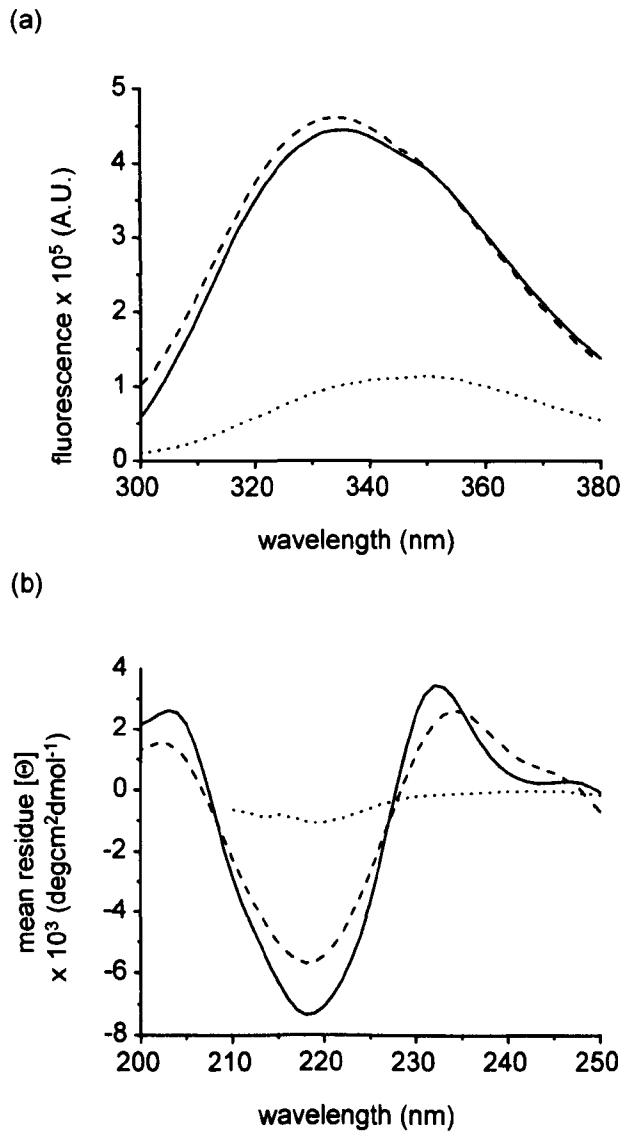 (a)
5
4
3
2
1
0
fluorescence x 10⁵ (A.U.)
300 320 340 360 380
wavelength (nm)
(b)
4
2
0
-2
-4
-6
-8
mean residue [Θ]
x 10³ (degcm²dmol⁻¹)
200 210 220 230 240 250
wavelength (nm)